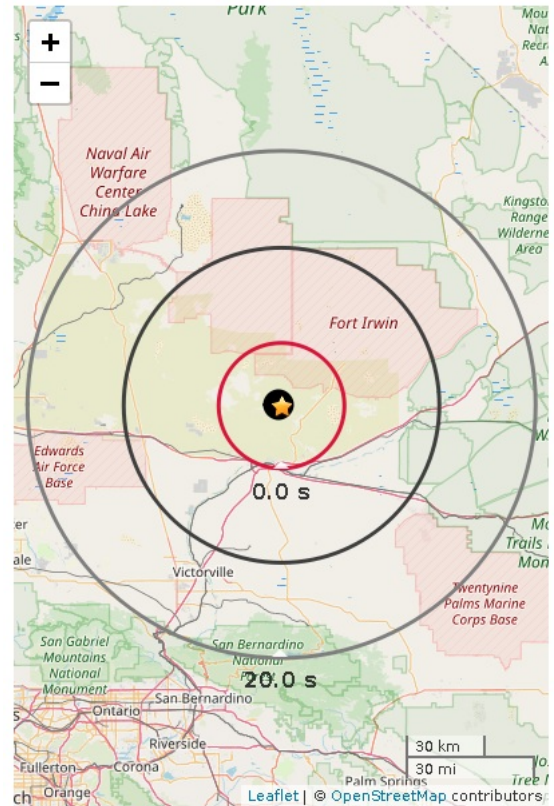 Park
+
−
Naval Air
Warfare
Center
China Lake
Kingston
Range
Wilderness
Area
Fort Irwin
Edwards
Air Force
Base
0.0 s
Trails
Victorville
Twentynine
Palms Marine
Corps Base
San Gabriel
Mountains
National
Monument
San Bernardino
National
20.0 s
San Bernardino
Ontario
Riverside
30 km
30 mi
Fullerton
Corona
Orange
Palm Springs
Leaflet | © OpenStreetMap contributors